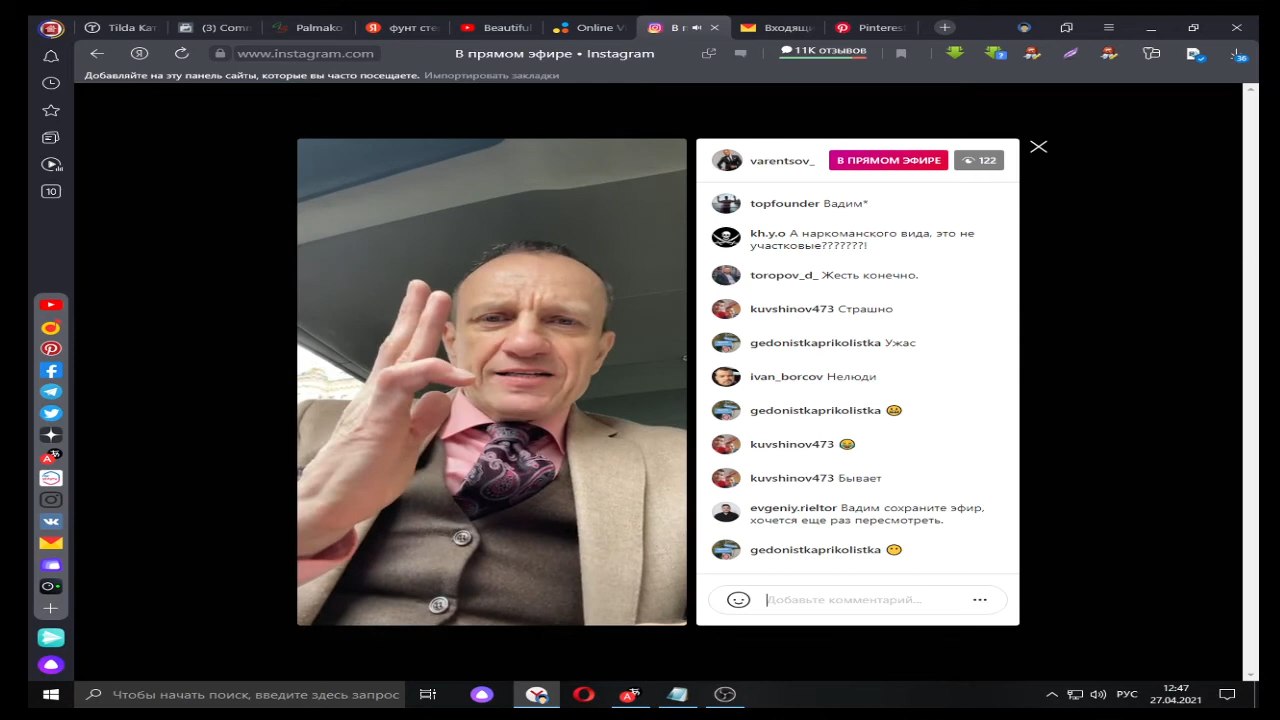 Tilda Кат
(3) Comn
Palmako
фунт сте
Beautiful
Online V
В п
Входящи
Pinterest
www.instagram.com
В прямом эфире • Instagram
11K отзывов
36
Добавляйте на эту панель сайты, которые вы часто посещаете. Импортировать закладки
10
varentsov_ В ПРЯМОМ ЭФИРЕ 122
topfounder Вадим*
kh.y.o А наркоманского вида, это не
участковые???????!
toropov_d_ Жесть конечно.
kuvshinov473 Страшно
gedonistkaprikolistka Ужас
ivan_borcov Нелюди
gedonistkaprikolistka 😆
kuvshinov473 😂
kuvshinov473 Бывает
evgeniy.rieltor Вадим сохраните эфир,
хочется еще раз пересмотреть.
gedonistkaprikolistka 😶
Добавьте комментарий...
Чтобы начать поиск, введите здесь запрос
РУС
12:47
27.04.2021